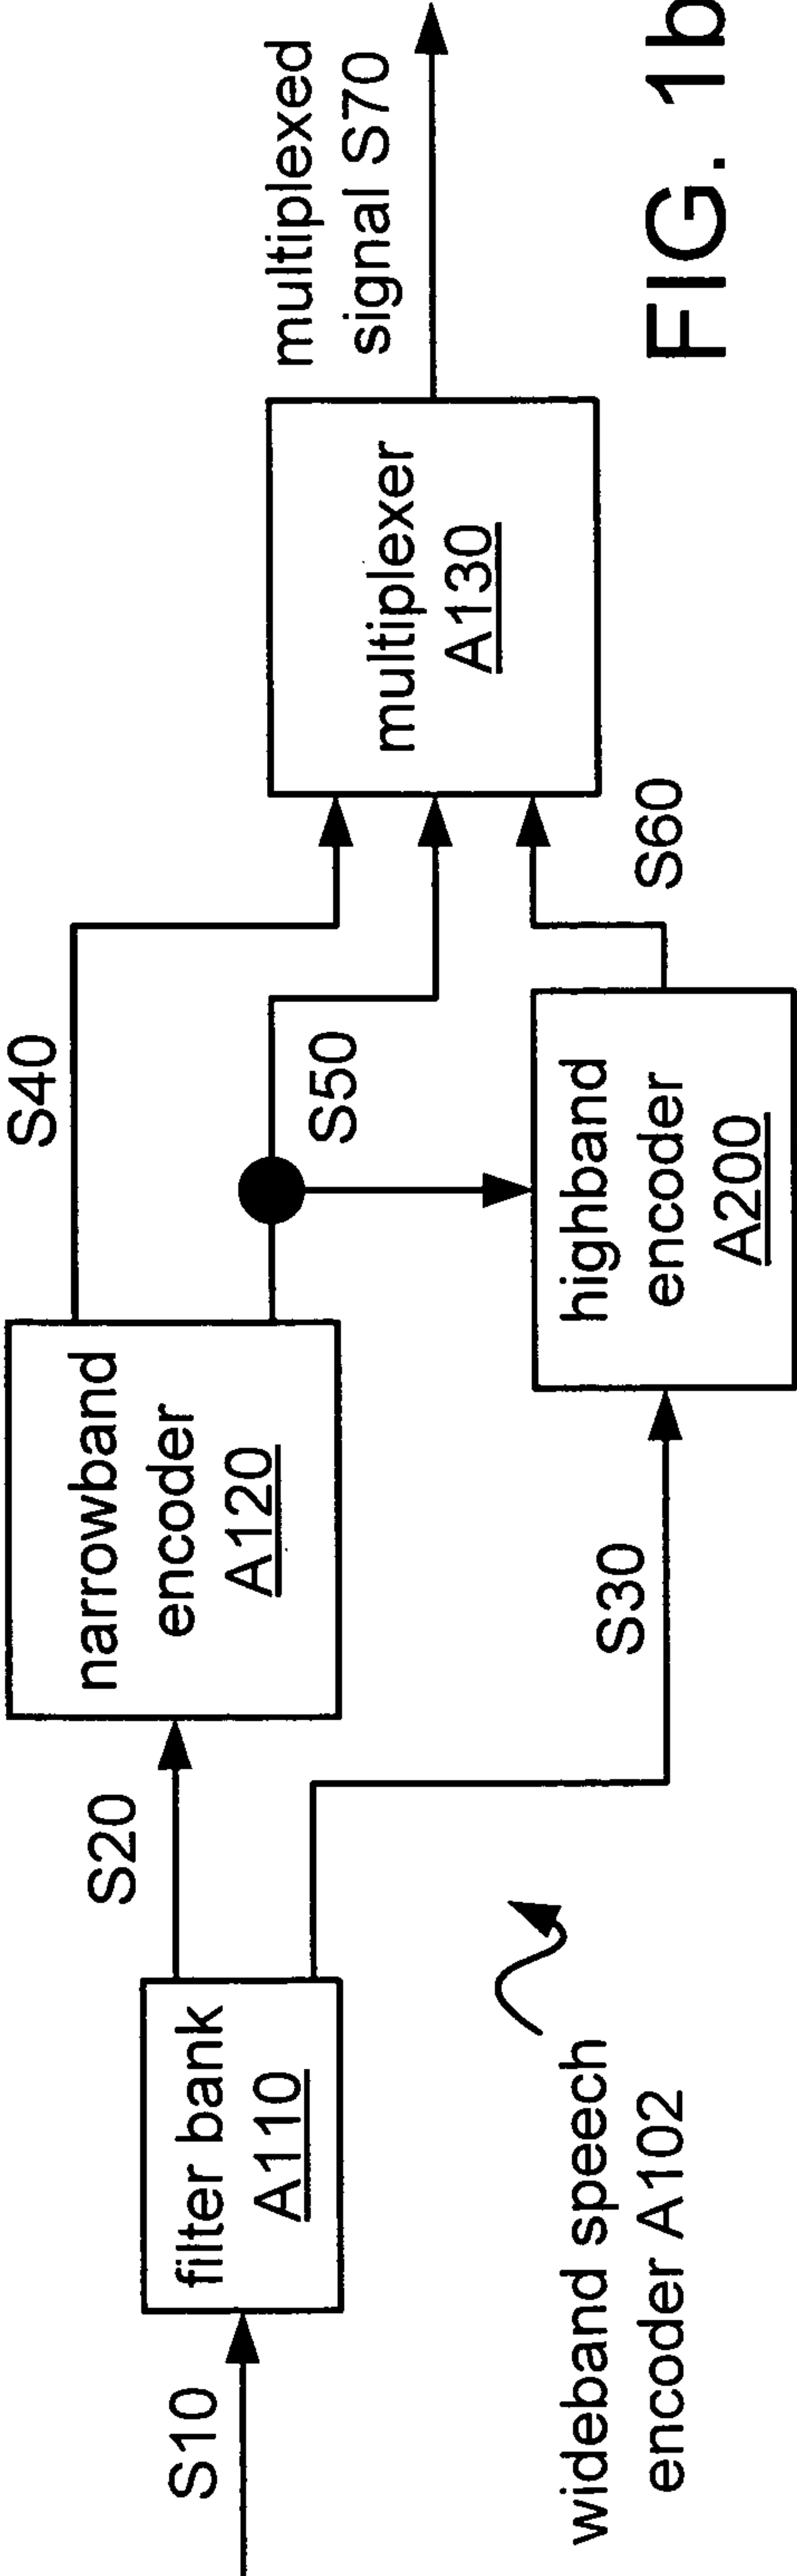 S10
filter bank
A110
S20
S30
narrowband
encoder
A120
S40
S50
highband
encoder
A200
S60
multiplexer
A130
multiplexed
signal S70
wideband speech
encoder A102
FIG. 1b